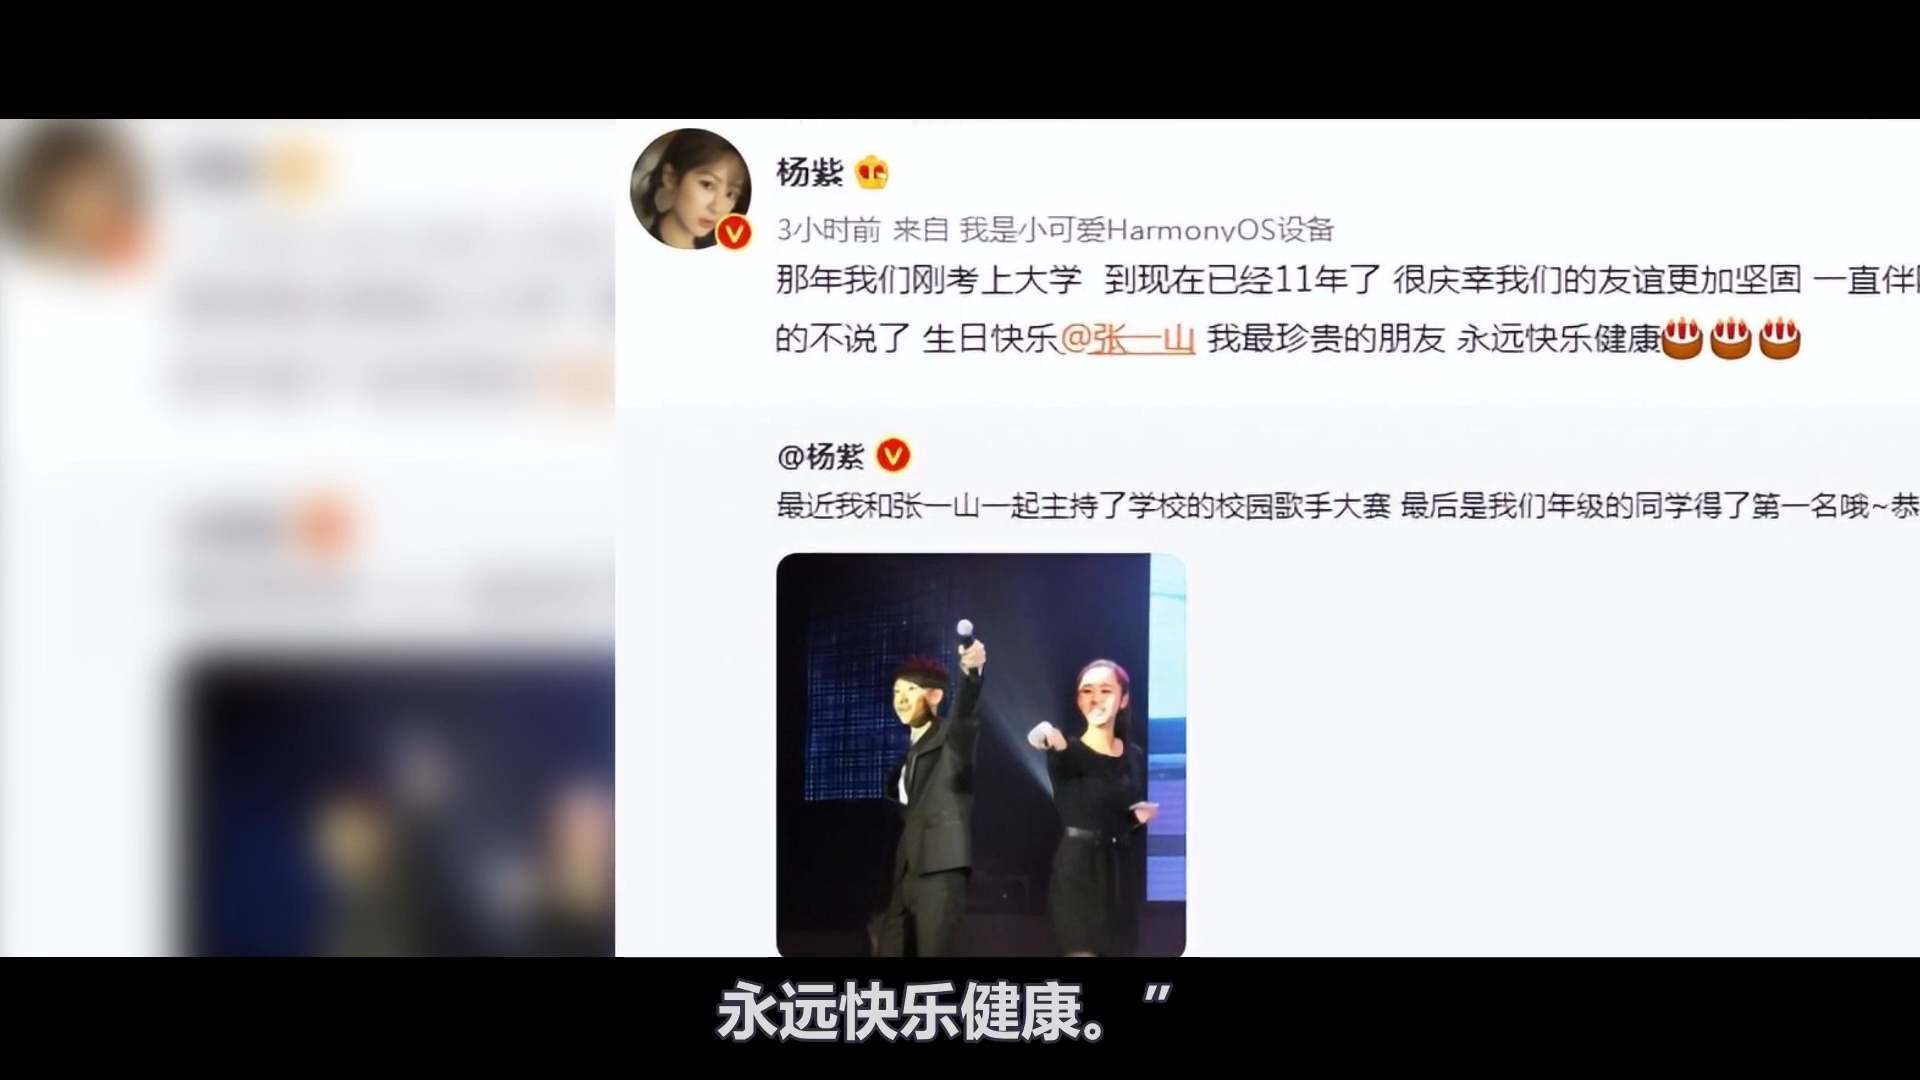 杨紫
3小时前 来自 我是小可爱HarmonyOS设备
那年我们刚考上大学 到现在已经11年了 很庆幸我们的友谊更加坚固 一直伴
的不说了 生日快乐@张一山 我最珍贵的朋友 永远快乐健康
@杨紫
最近我和张一山一起主持了学校的校园歌手大赛 最后是我们年级的同学得了第一名哦~恭
永远快乐健康。”